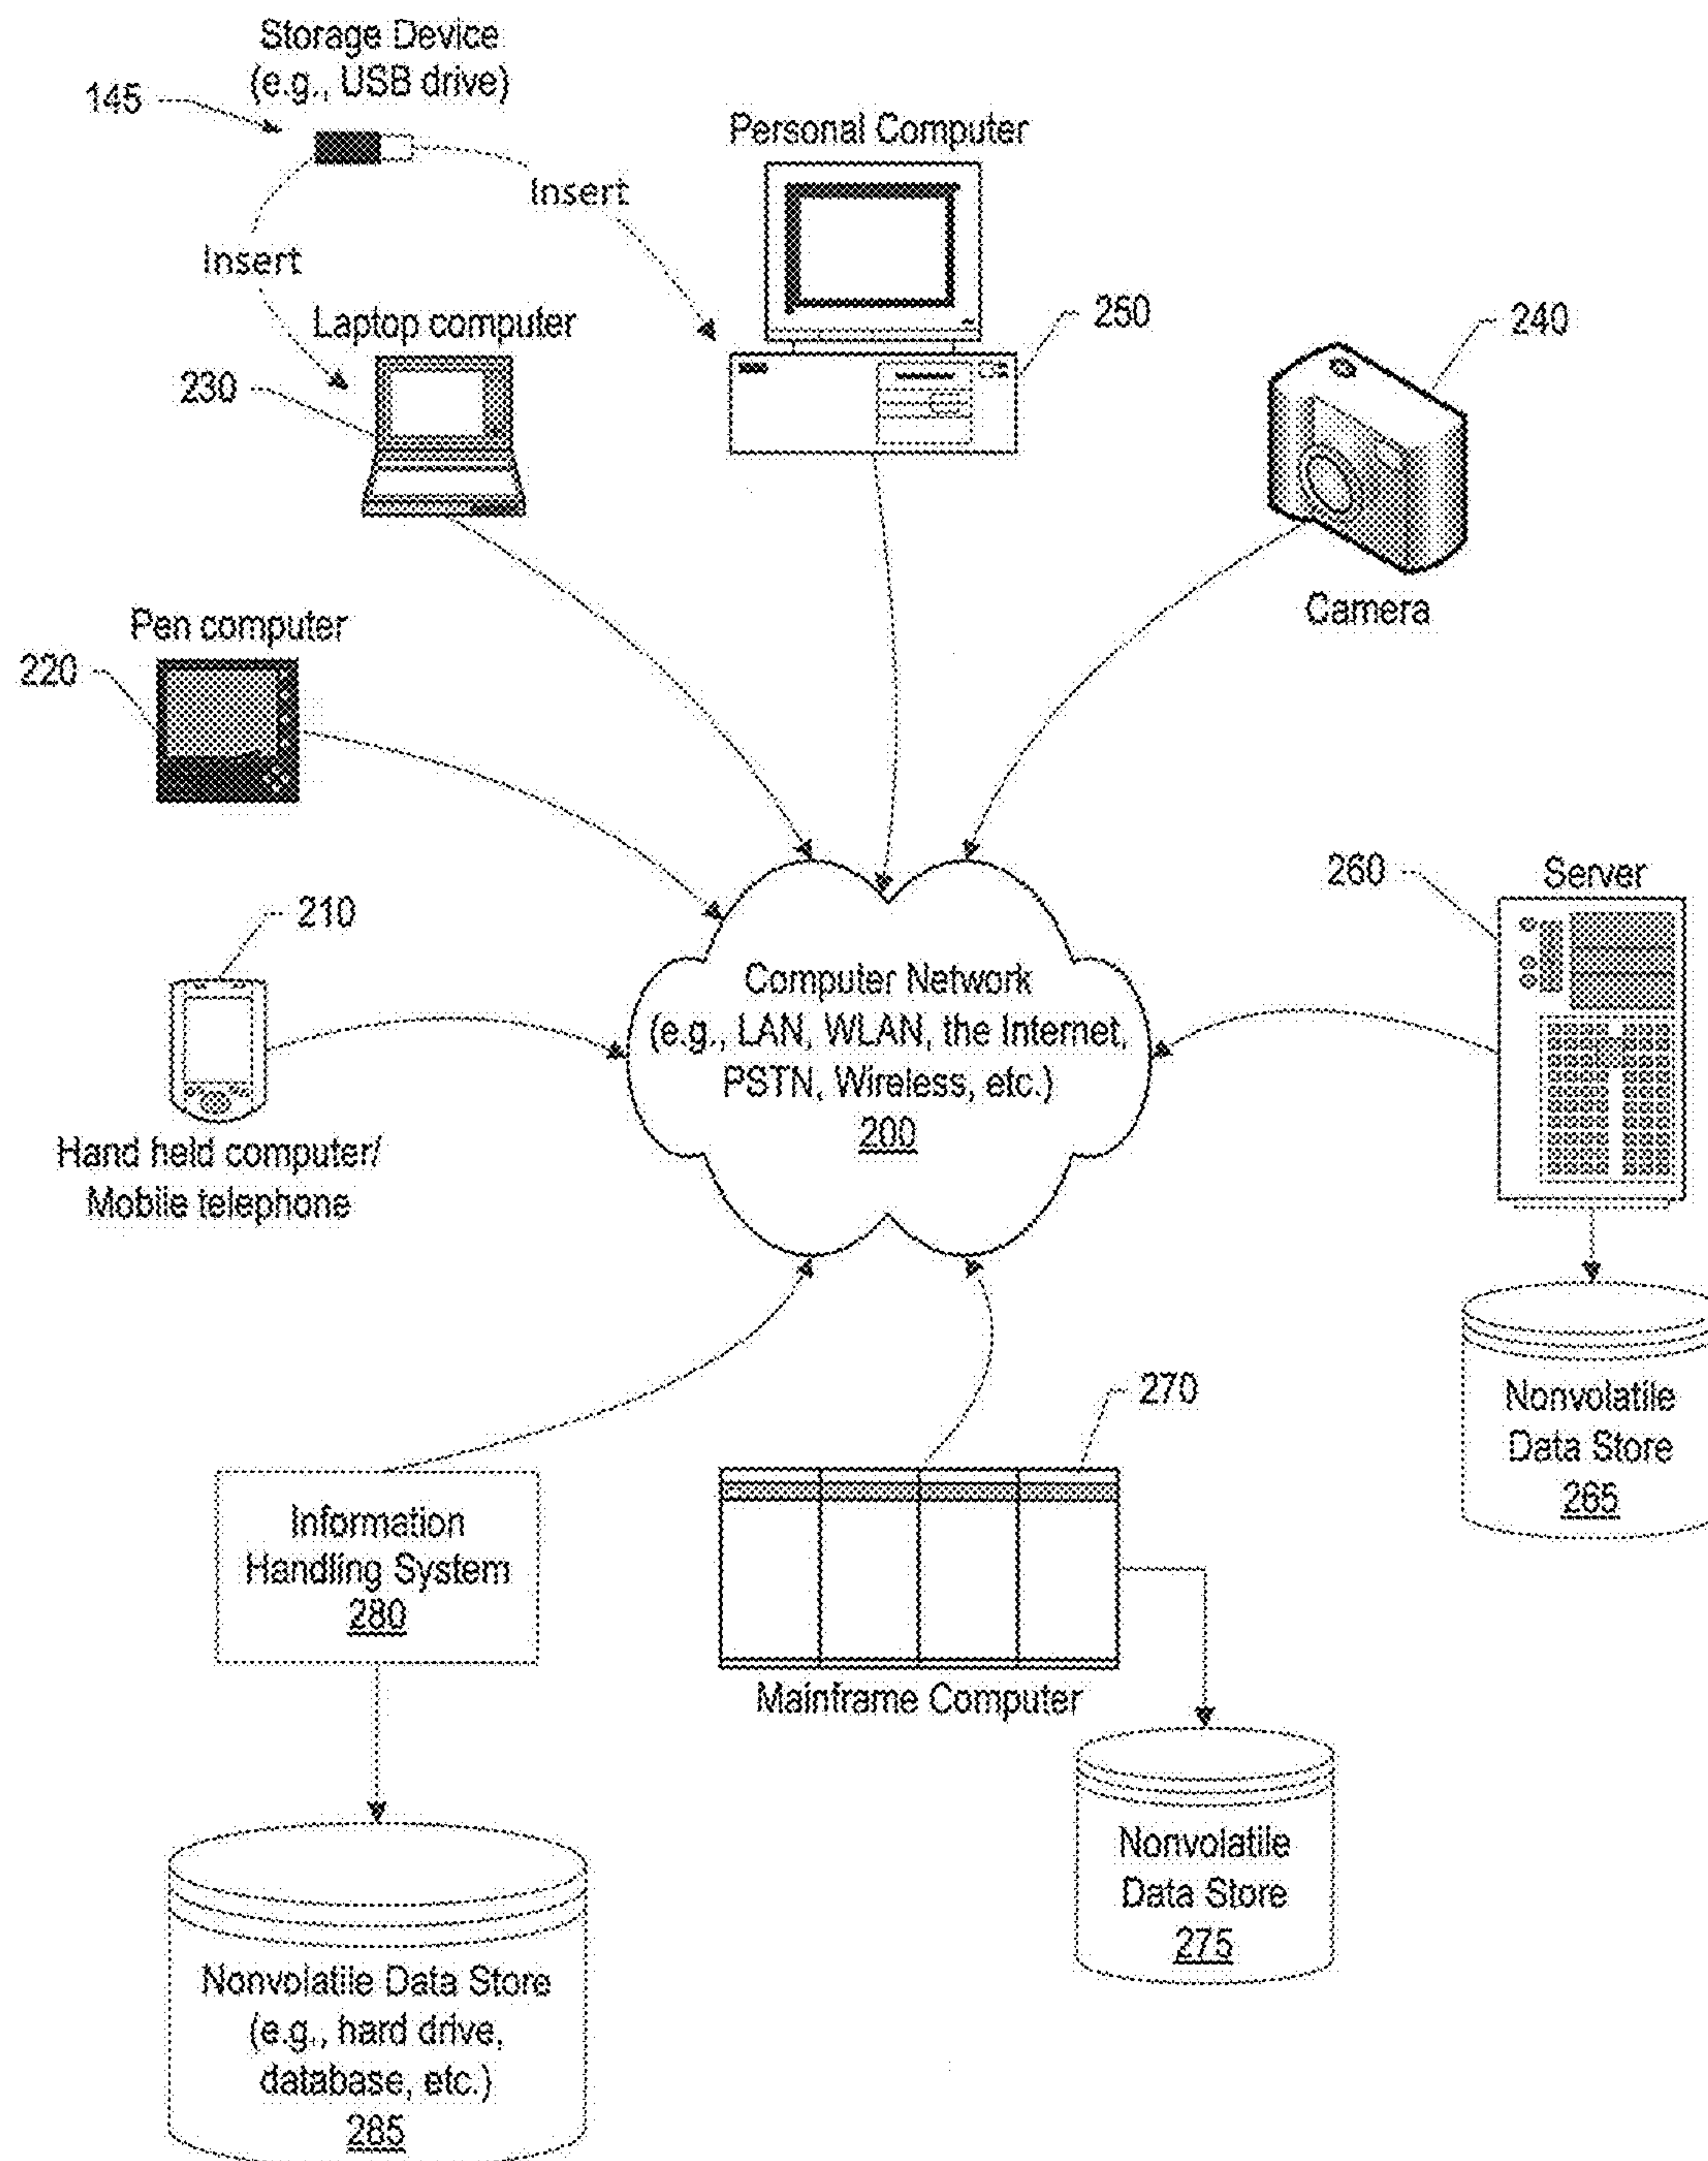 Storage Device
(e.g., USB drive)
145
Insert
Insert
Personal Computer
250
240
Laptop computer
230
Camera
Pen computer
220
210
Hand held computer/
Mobile telephone
Computer Network
(e.g., LAN, WLAN, the Internet,
PSTN, Wireless, etc.)
200
260
Server
Nonvolatile
Data Store
265
Information
Handling System
280
270
Mainframe Computer
Nonvolatile
Data Store
275
Nonvolatile Data Store
(e.g., hard drive,
database, etc.)
285